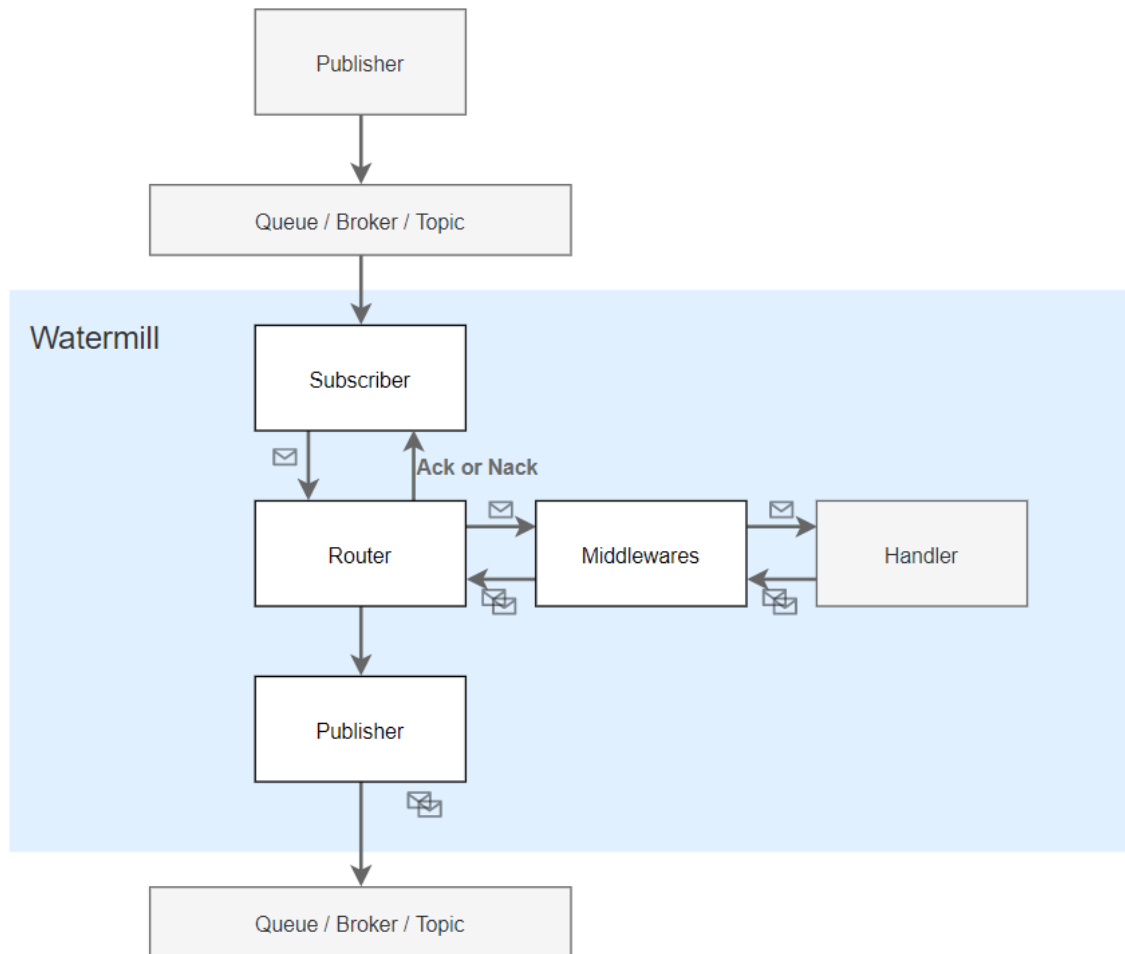 Publisher
Queue / Broker / Topic
Watermill
Subscriber
Ack or Nack
Router
Middlewares
Handler
Publisher
Queue / Broker / Topic